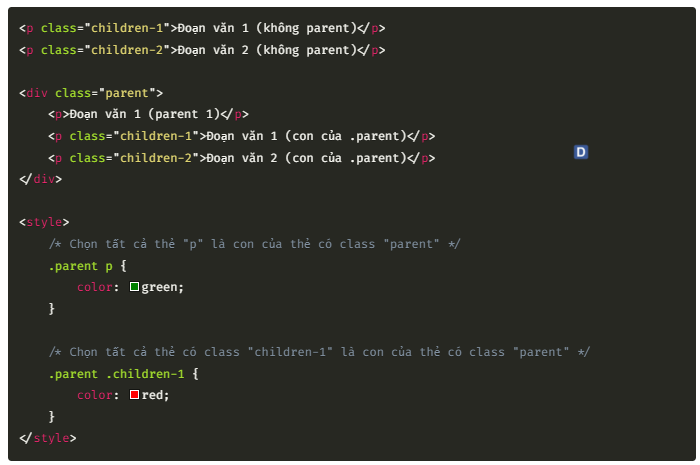 <p class="children-1">Đoạn văn 1 (không parent)</p>
<p class="children-2">Đoạn văn 2 (không parent)</p>
<div class="parent">
<p>Đoạn văn 1 (parent 1)</p>
<p class="children-1">Đoạn văn 1 (con của .parent)</p>
<p class="children-2">Đoạn văn 2 (con của .parent)</p>
D
</div>
<style>
/* Chọn tất cả thẻ "p" là con của thẻ có class "parent" */
.parent p {
color: green;
}
/* Chọn tất cả thẻ có class "children-1" là con của thẻ có class "parent" */
.parent .children-1 {
color: red;
}
</style>